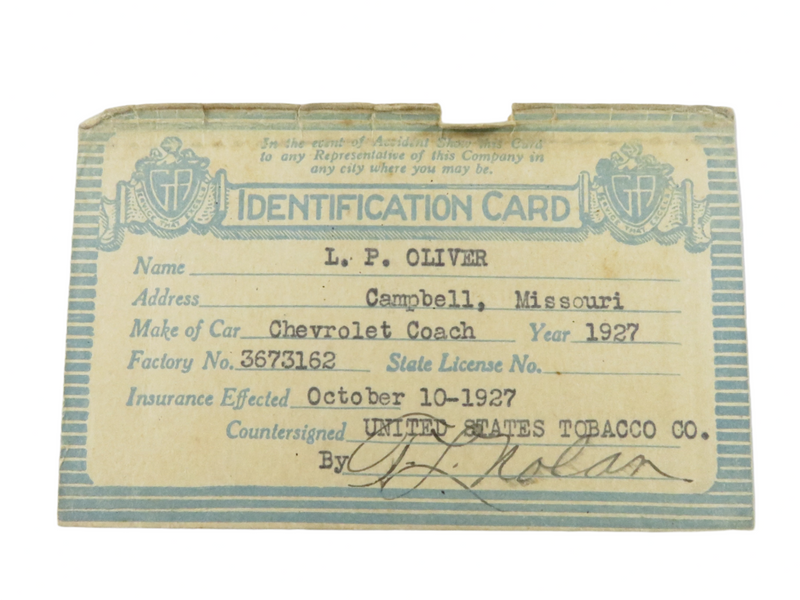 In the event of Accident Show this Card
to any Representative of this Company in
any city where you may be.
IDENTIFICATION CARD
Name L. P. OLIVER
Address Campbell, Missouri
Make of Car Chevrolet Coach Year 1927
Factory No. 3673162 State License No.
Insurance Effected October 10-1927
Countersigned UNITED STATES TOBACCO CO.
By Nolan